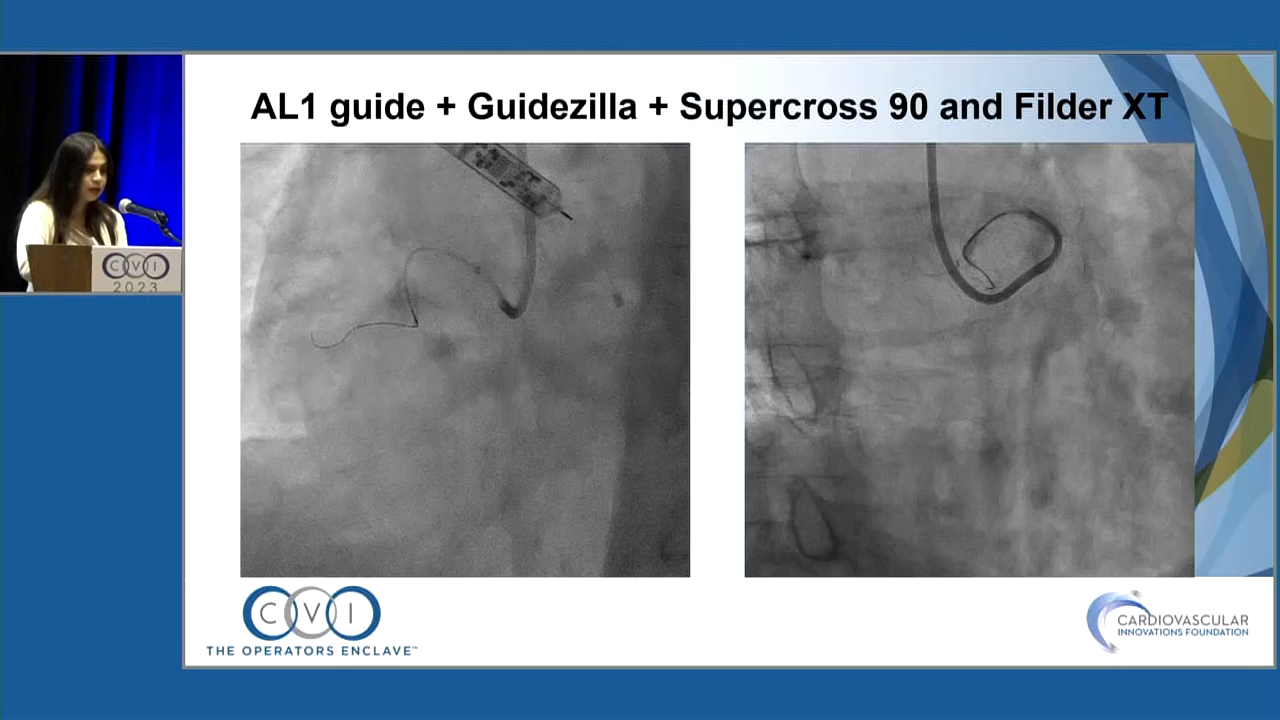 AL1 guide + Guidezilla + Supercross 90 and Filder XT
CVI
2023
CVI
THE OPERATORS ENCLAVE™
CARDIOVASCULAR
INNOVATIONS FOUNDATION